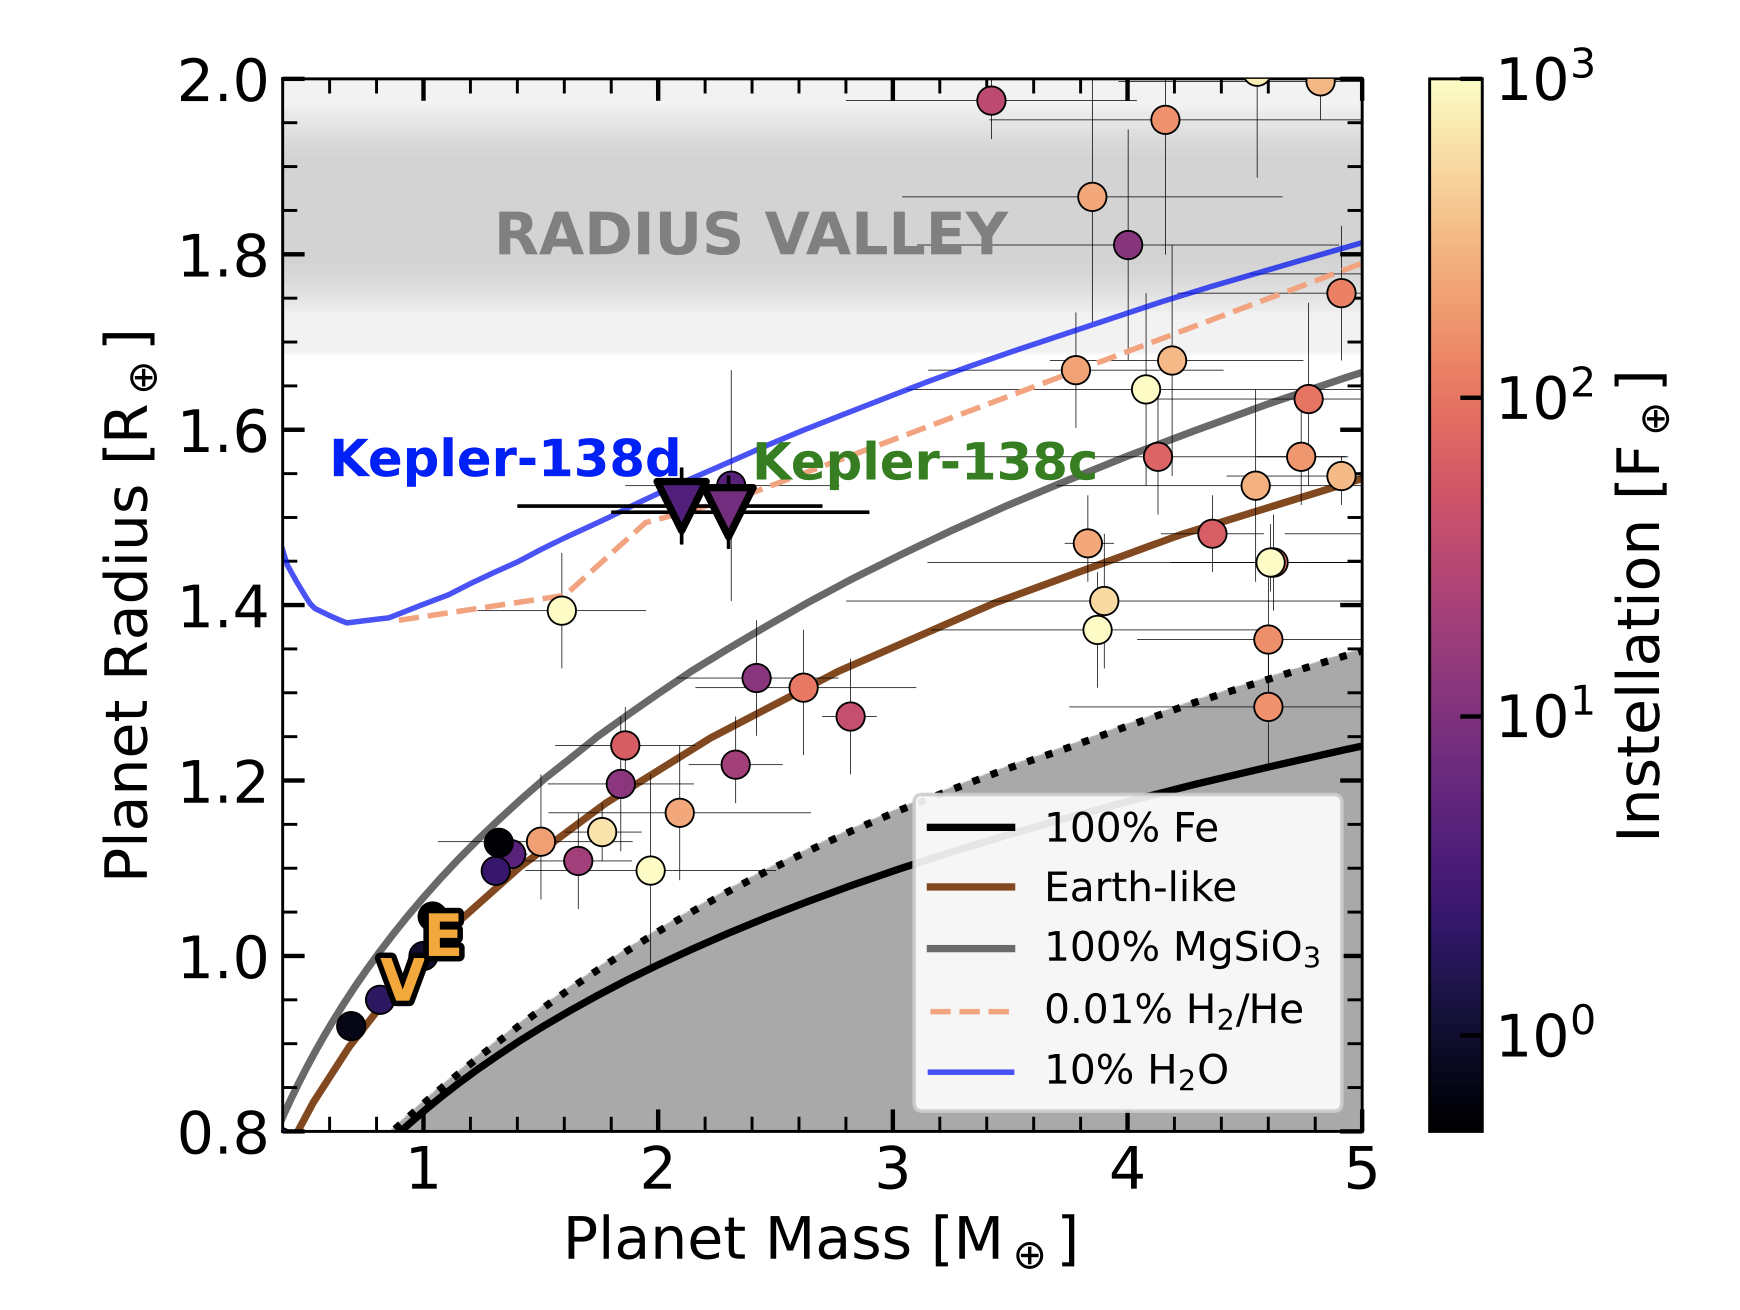 2.0
1.8
1.6
1.4
1.2
1.0
0.8
Planet Radius [R⊕]
RADIUS VALLEY
Kepler-138d
Kepler-138c
E
V
100% Fe
Earth-like
100% MgSiO₃
0.01% H₂/He
10% H₂O
1 2 3 4 5
Planet Mass [M⊕]
10³
10²
10¹
10⁰
Instellation [F⊕]